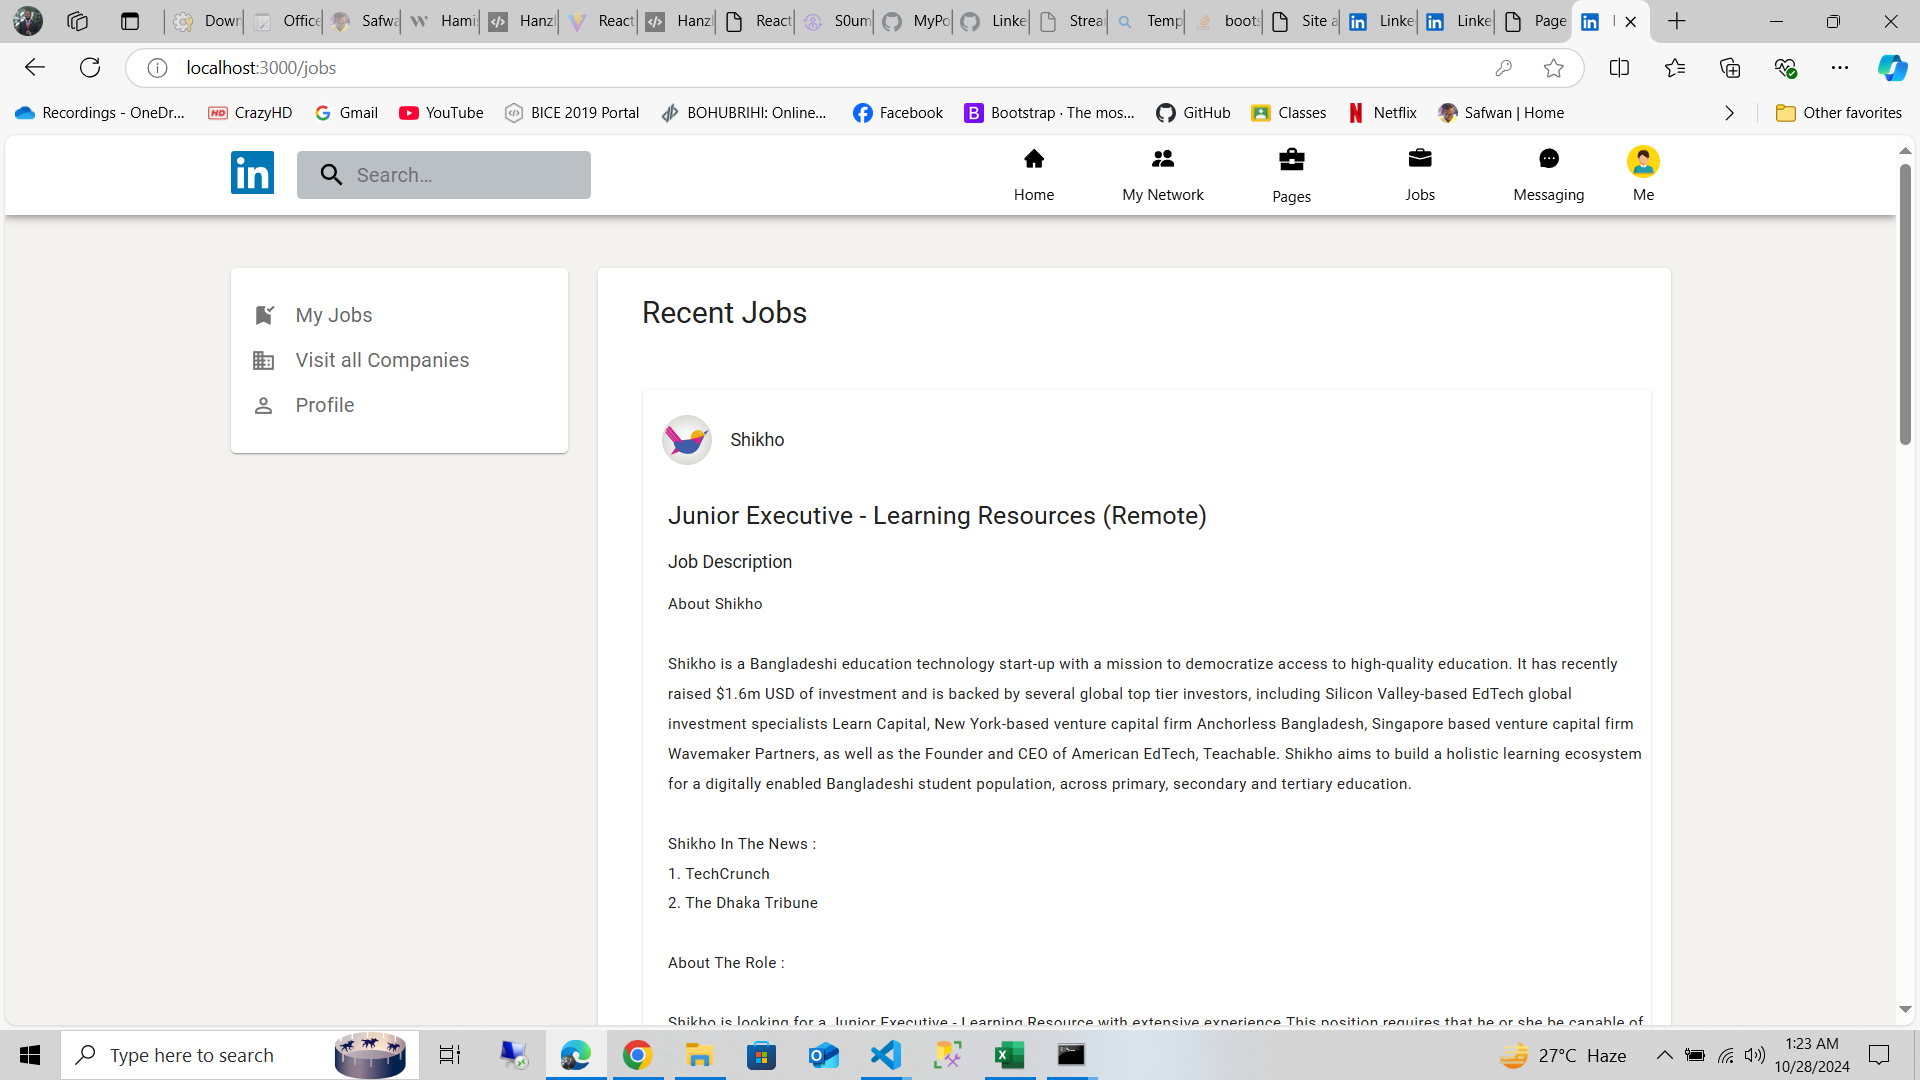 Down
Office
Safwa
Hamis
Hanzl
React
Hanzl
React
S0um
MyPo
Linke
Strea
Temp
boots
Site a
Linke
Linke
Page
localhost:3000/jobs
Recordings - OneDr...
CrazyHD
Gmail
YouTube
BICE 2019 Portal
BOHUBRIHI: Online...
Facebook
Bootstrap · The mos...
GitHub
Classes
Netflix
Safwan | Home
Other favorites
in
Search...
Home
My Network
Pages
Jobs
Messaging
Me
My Jobs
Visit all Companies
Profile
Recent Jobs
Shikho
Junior Executive - Learning Resources (Remote)
Job Description
About Shikho
Shikho is a Bangladeshi education technology start-up with a mission to democratize access to high-quality education. It has recently
raised $1.6m USD of investment and is backed by several global top tier investors, including Silicon Valley-based EdTech global
investment specialists Learn Capital, New York-based venture capital firm Anchorless Bangladesh, Singapore based venture capital firm
Wavemaker Partners, as well as the Founder and CEO of American EdTech, Teachable. Shikho aims to build a holistic learning ecosystem
for a digitally enabled Bangladeshi student population, across primary, secondary and tertiary education.
Shikho In The News :
1. TechCrunch
2. The Dhaka Tribune
About The Role :
Shikho is looking for a Junior Executive - Learning Resource with extensive experience.This position requires that he or she be capable of
Type here to search
27°C Haze
1:23 AM
10/28/2024